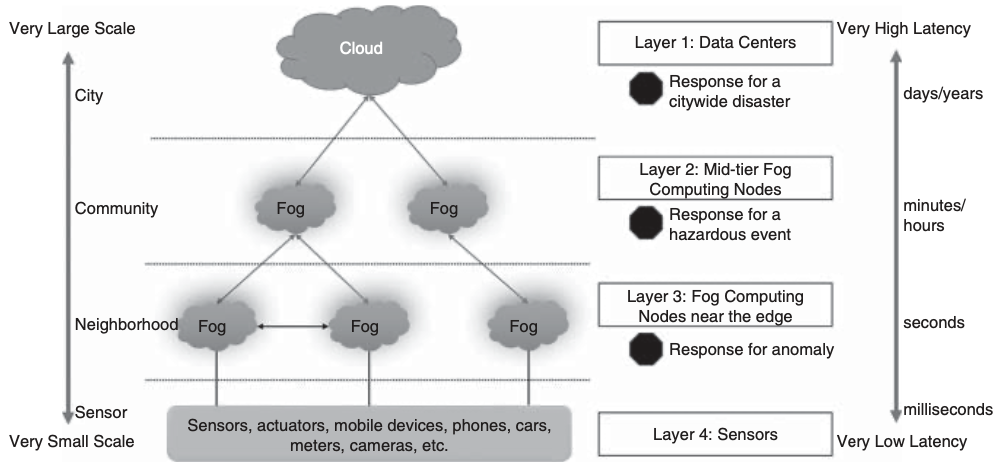 Very Large Scale
Cloud
Layer 1: Data Centers
Very High Latency
City
Response for a
citywide disaster
days/years
Layer 2: Mid-tier Fog
Computing Nodes
Community
Fog
Fog
Response for a
hazardous event
minutes/
hours
Layer 3: Fog Computing
Nodes near the edge
Neighborhood
Fog
Fog
Fog
Response for anomaly
seconds
Sensor
Sensors, actuators, mobile devices, phones, cars,
meters, cameras, etc.
Layer 4: Sensors
milliseconds
Very Small Scale
Very Low Latency